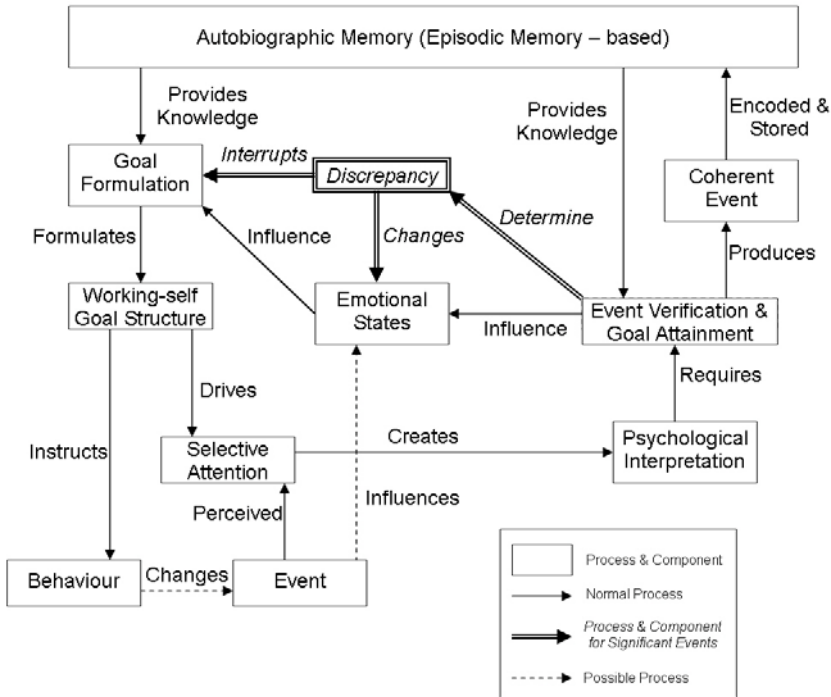 Autobiographic Memory (Episodic Memory – based)
Provides
Knowledge
Provides
Knowledge
Encoded &
Stored
Goal
Formulation
Interrupts
Discrepancy
Coherent
Event
Formulates
Influence
Changes
Determine
Produces
Working-self
Goal Structure
Emotional
States
Influence
Event Verification &
Goal Attainment
Drives
Requires
Instructs
Selective
Attention
Creates
Psychological
Interpretation
Perceived
Influences
Behaviour
Changes
Event
Process & Component
Normal Process
Process & Component
for Significant Events
Possible Process